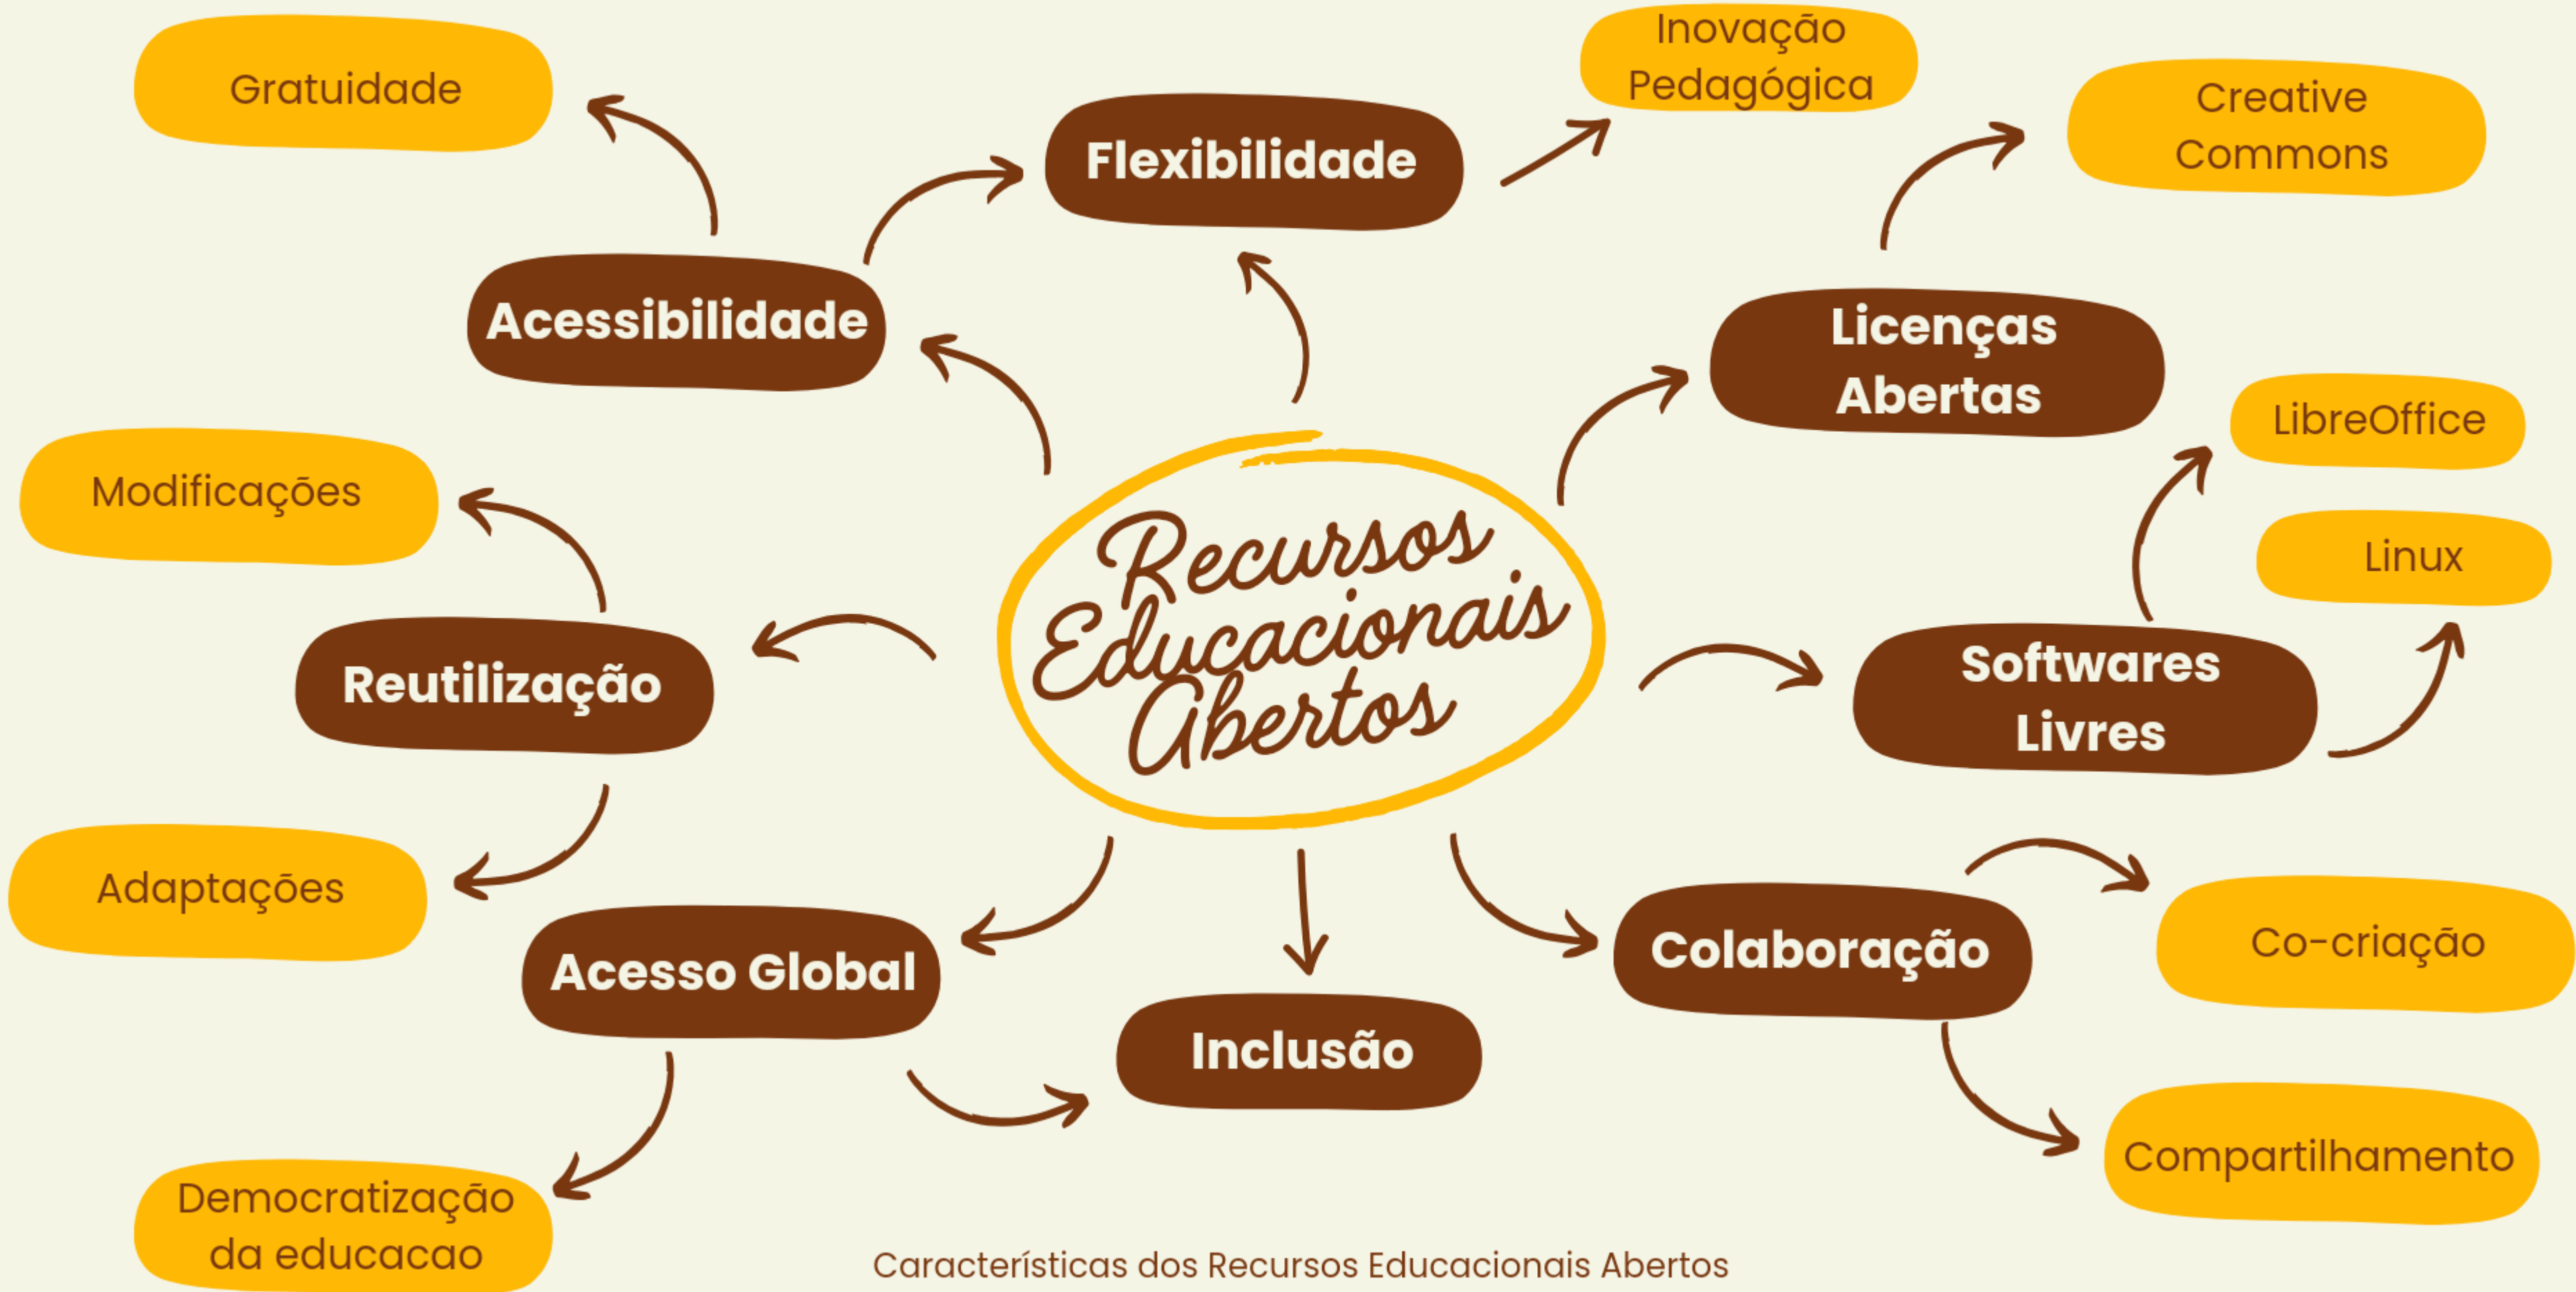 Gratuidade
Inovação
Pedagógica
Creative
Commons
Flexibilidade
Acessibilidade
Licenças
Abertas
LibreOffice
Modificações
Linux
Recursos
Educacionais
Abertos
Reutilização
Softwares
Livres
Adaptações
Acesso Global
Colaboração
Co-criação
Inclusão
Compartilhamento
Democratização
da educacao
Características dos Recursos Educacionais Abertos